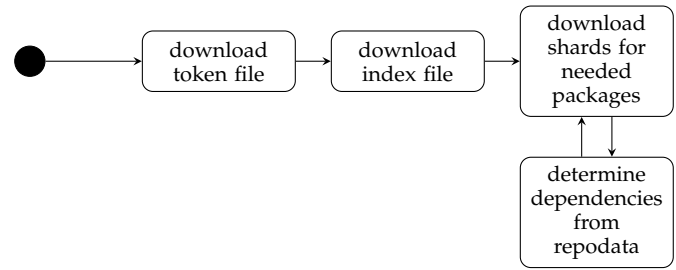 download
token file
download
index file
download
shards for
needed
packages
determine
dependencies
from
repodata